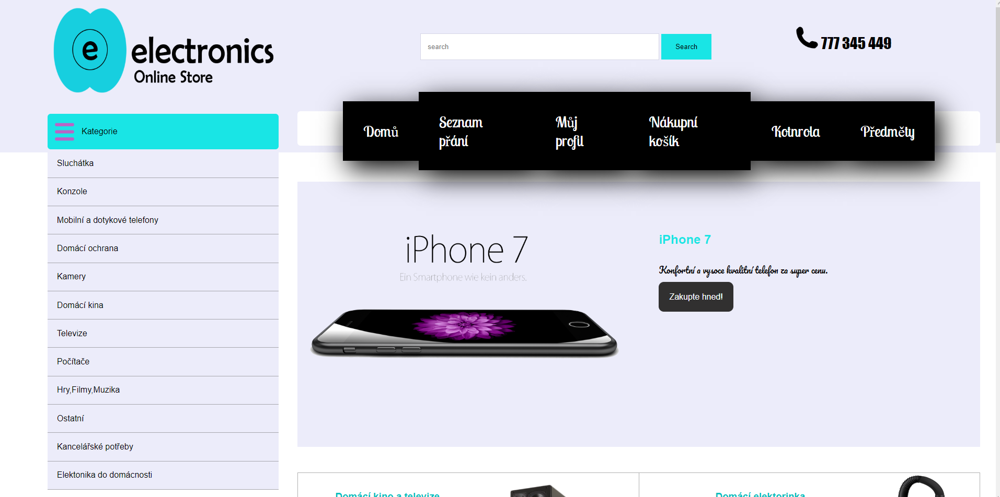 e
electronics
Online Store
search
Search
777 345 449
Domů
Seznam
přání
Můj
profil
Nákupní
košík
Kotnrola
Předměty
Kategorie
Sluchátka
Konzole
Mobilní a dotykové telefony
Domácí ochrana
Kamery
Domácí kina
Televize
Počítače
Hry,Filmy,Muzika
Ostatní
Kancelářské potřeby
Elektonika do domácnosti
iPhone 7
Ein Smartphone wie kein anders.
iPhone 7
Konfortní a vysoce kvalitní telefon za super cenu.
Zakupte hned!
Domácí kino a televize
Domácí elektorinka